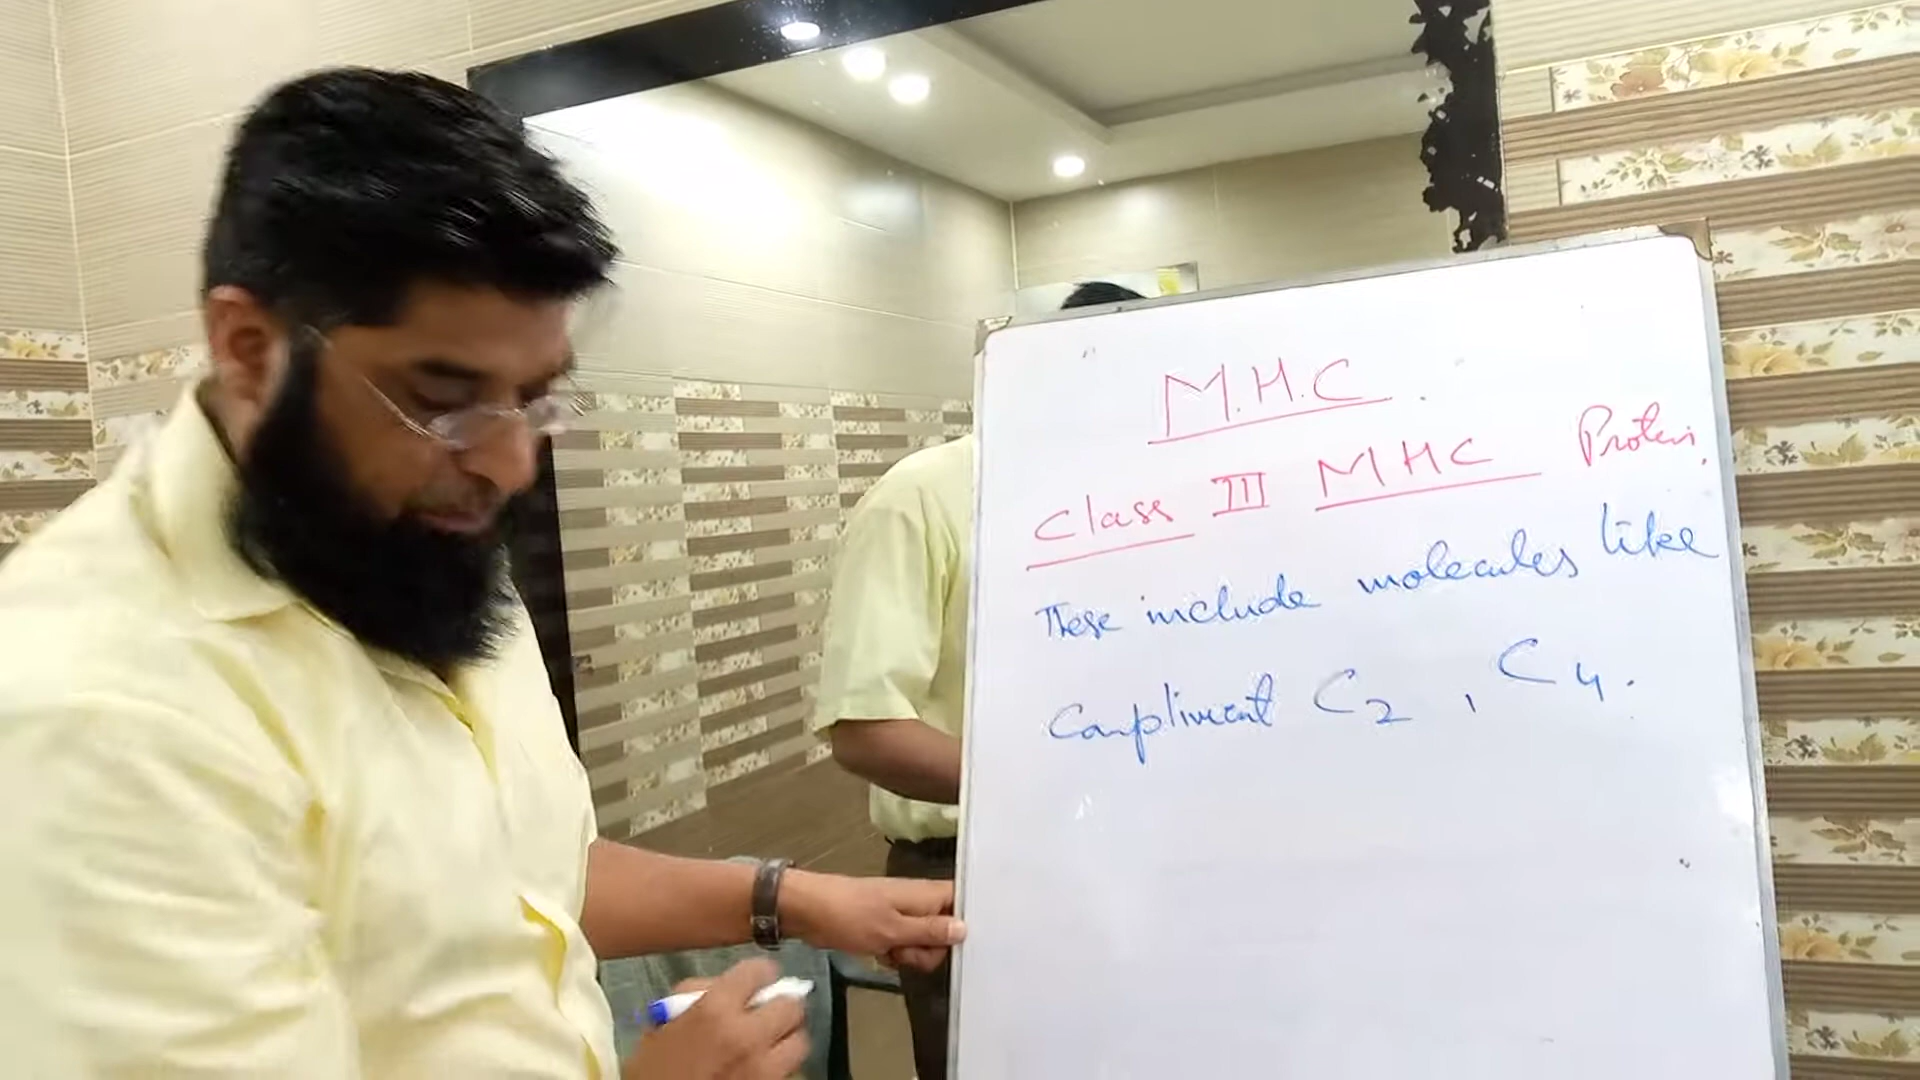 M.H.C.
Class III MHC Protein.
These include molecules like
Compliment C2, C4.